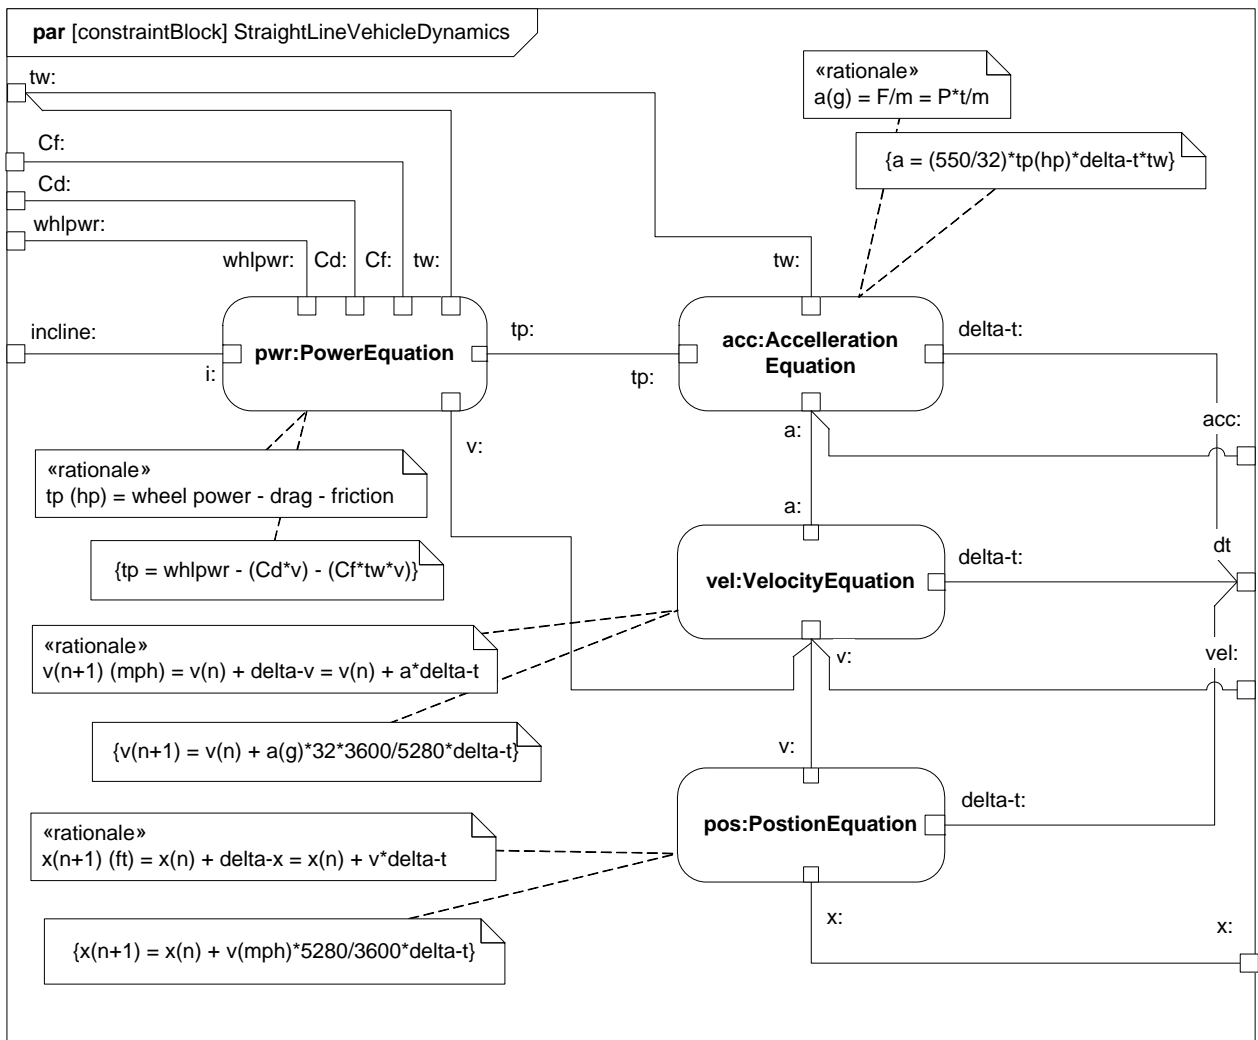 par [constraintBlock] StraightLineVehicleDynamics
tw:
Cf:
Cd:
whlpwr:
«rationale»
a(g) = F/m = P*t/m
{a = (550/32)*tp(hp)*delta-t*tw}
whlpwr:
Cd:
Cf:
tw:
tw:
incline:
i:
pwr:PowerEquation
tp:
tp:
acc:Accelleration
Equation
delta-t:
v:
a:
acc:
«rationale»
tp (hp) = wheel power - drag - friction
a:
{tp = whlpwr - (Cd*v) - (Cf*tw*v)}
vel:VelocityEquation
delta-t:
dt
«rationale»
v(n+1) (mph) = v(n) + delta-v = v(n) + a*delta-t
v:
vel:
{v(n+1) = v(n) + a(g)*32*3600/5280*delta-t}
v:
«rationale»
x(n+1) (ft) = x(n) + delta-x = x(n) + v*delta-t
pos:PostionEquation
delta-t:
{x(n+1) = x(n) + v(mph)*5280/3600*delta-t}
x:
x: